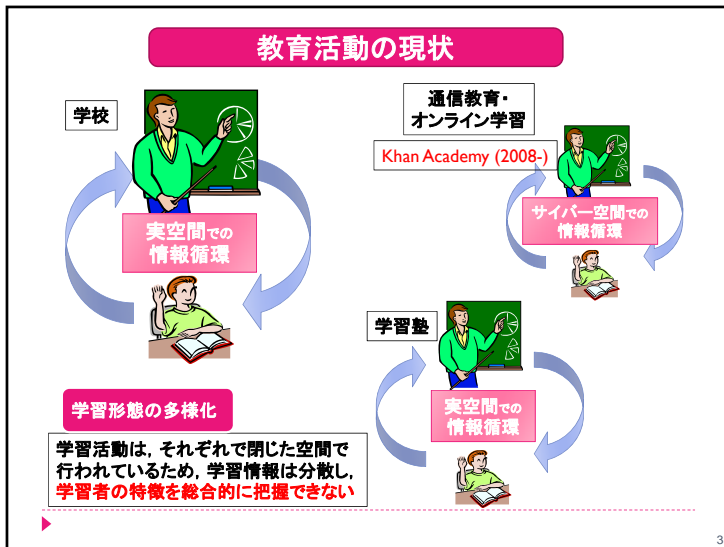 教育活動の現状
学校
実空間での
情報循環
通信教育・
オンライン学習
Khan Academy (2008-)
サイバー空間での
情報循環
学習塾
実空間での
情報循環
学習形態の多様化
学習活動は，それぞれで閉じた空間で
行われているため，学習情報は分散し，
学習者の特徴を総合的に把握できない
3